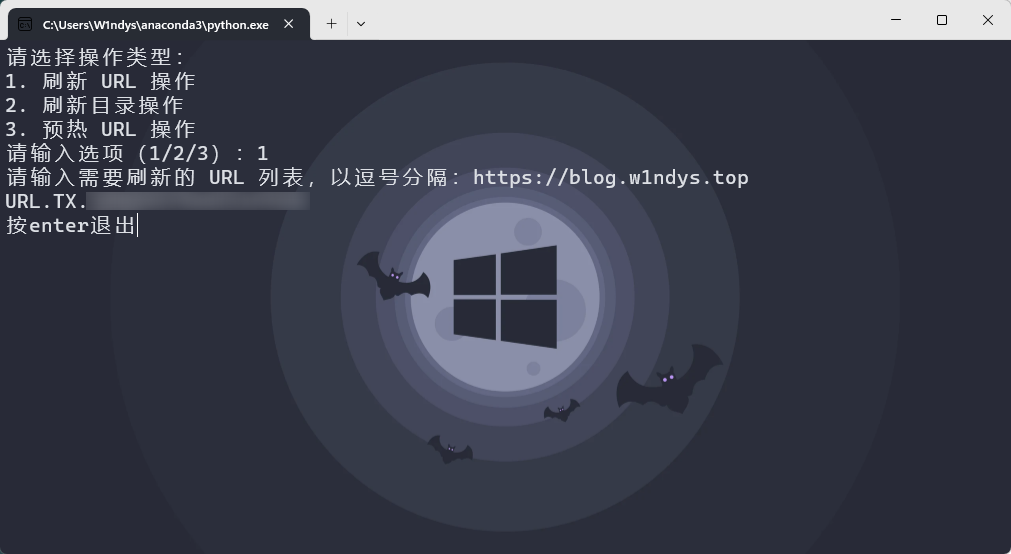 C:\Users\W1ndys\anaconda3\python.exe
请选择操作类型：
1. 刷新 URL 操作
2. 刷新目录操作
3. 预热 URL 操作
请输入选项（1/2/3）：1
请输入需要刷新的 URL 列表，以逗号分隔：https://blog.w1ndys.top
URL.TX.
按enter退出